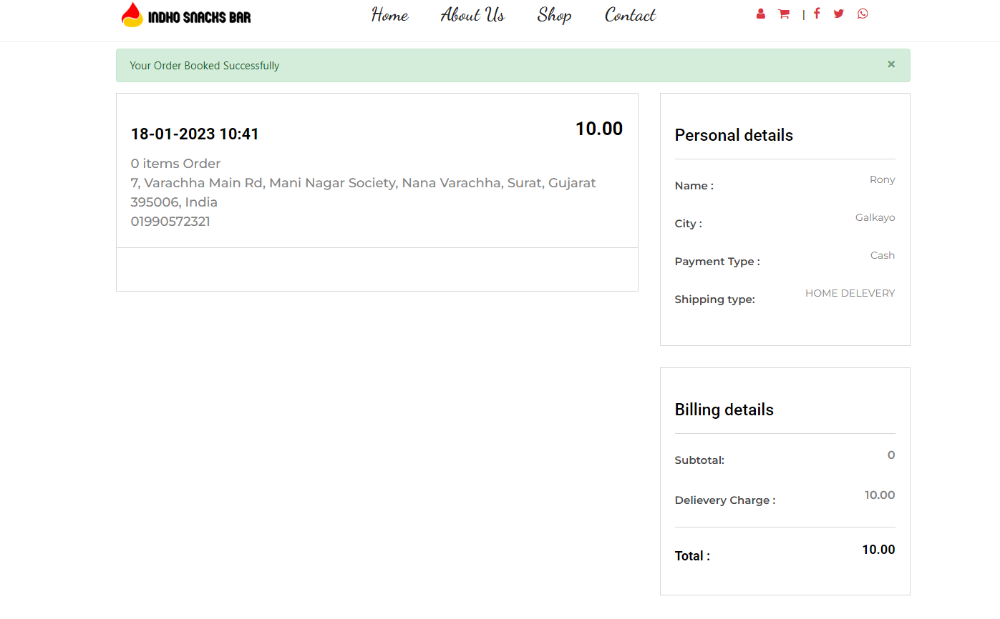 INDHO SNACKS BAR
Home About Us Shop Contact
|
Your Order Booked Successfully ×
18-01-2023 10:41 10.00
0 items Order
7, Varachha Main Rd, Mani Nagar Society, Nana Varachha, Surat, Gujarat
395006, India
01990572321
Personal details
Name : Rony
City : Galkayo
Payment Type : Cash
Shipping type: HOME DELEVERY
Billing details
Subtotal: 0
Delievery Charge : 10.00
Total : 10.00